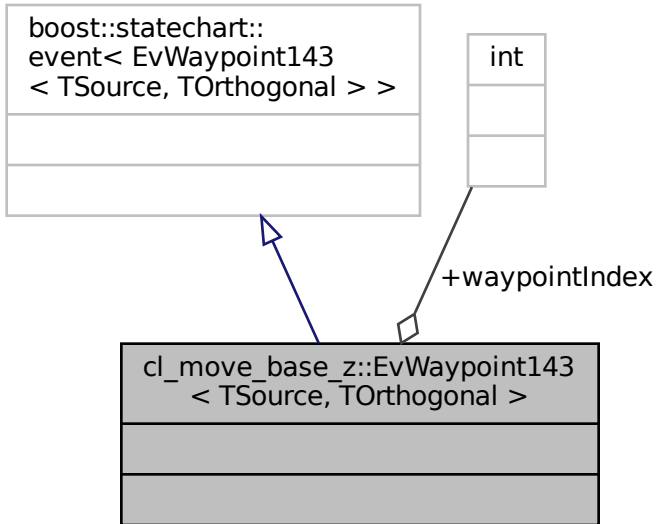 boost::statechart::
event< EvWaypoint143
< TSource, TOrthogonal > >
int
+waypointIndex
cl_move_base_z::EvWaypoint143
< TSource, TOrthogonal >